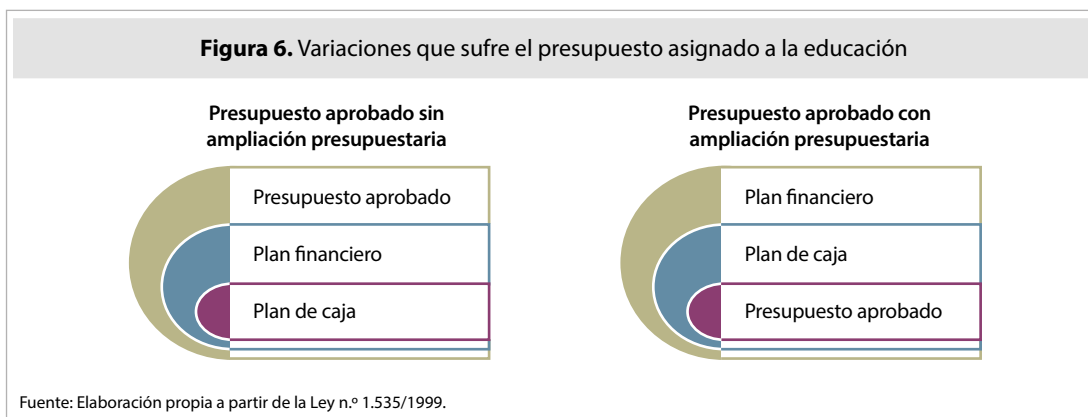 Figura 6. Variaciones que sufre el presupuesto asignado a la educación
Presupuesto aprobado sin
ampliación presupuestaria
Presupuesto aprobado
Plan financiero
Plan de caja
Presupuesto aprobado con
ampliación presupuestaria
Plan financiero
Plan de caja
Presupuesto aprobado
Fuente: Elaboración propia a partir de la Ley n.º 1.535/1999.